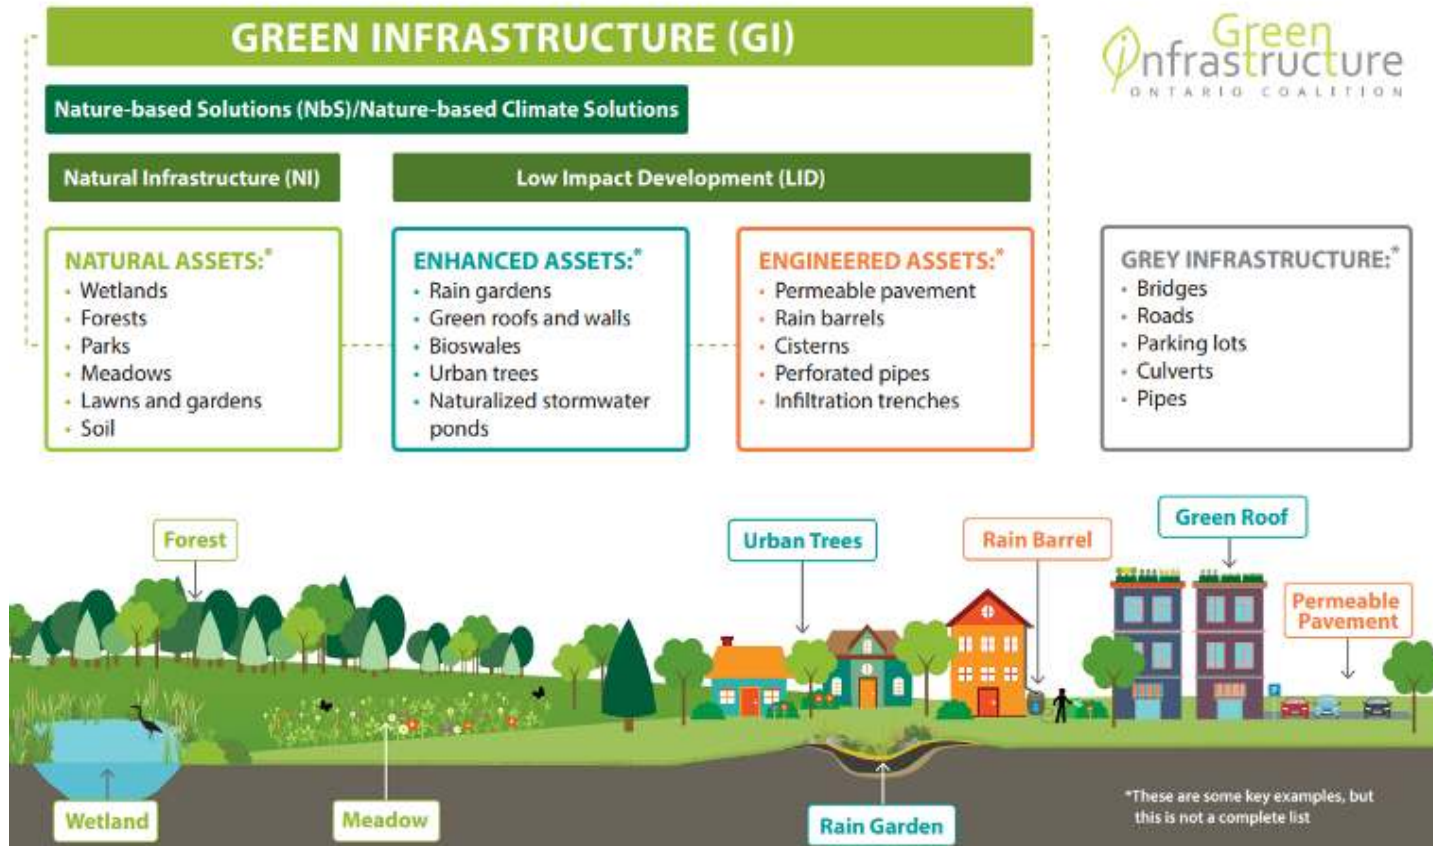 GREEN INFRASTRUCTURE (GI)
Green
infrastructure
ONTARIO COALITION
Nature-based Solutions (NbS)/Nature-based Climate Solutions
Natural Infrastructure (NI)
Low Impact Development (LID)
NATURAL ASSETS:*
• Wetlands
• Forests
• Parks
• Meadows
• Lawns and gardens
• Soil
ENHANCED ASSETS:*
• Rain gardens
• Green roofs and walls
• Bioswales
• Urban trees
• Naturalized stormwater
ponds
ENGINEERED ASSETS:*
• Permeable pavement
• Rain barrels
• Cisterns
• Perforated pipes
• Infiltration trenches
GREY INFRASTRUCTURE:*
• Bridges
• Roads
• Parking lots
• Culverts
• Pipes
Forest
Urban Trees
Rain Barrel
Green Roof
Permeable
Pavement
P
Wetland
Meadow
Rain Garden
*These are some key examples, but
this is not a complete list